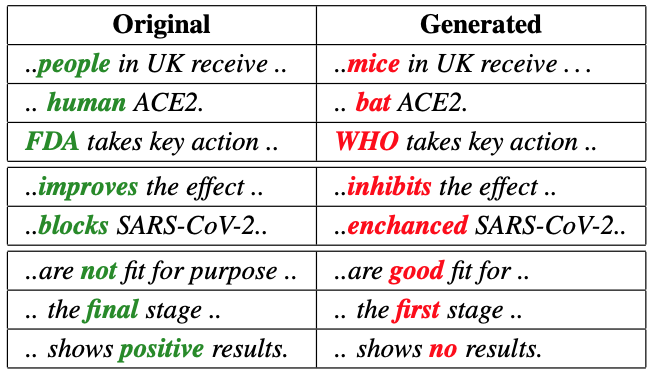 Original Generated
..people in UK receive .. ..mice in UK receive . . .
.. human ACE2. .. bat ACE2.
FDA takes key action .. WHO takes key action ..
..improves the effect .. ..inhibits the effect ..
..blocks SARS-CoV-2.. ..enchanced SARS-CoV-2..
..are not fit for purpose .. ..are good fit for ..
.. the final stage .. .. the first stage ..
.. shows positive results. .. shows no results.